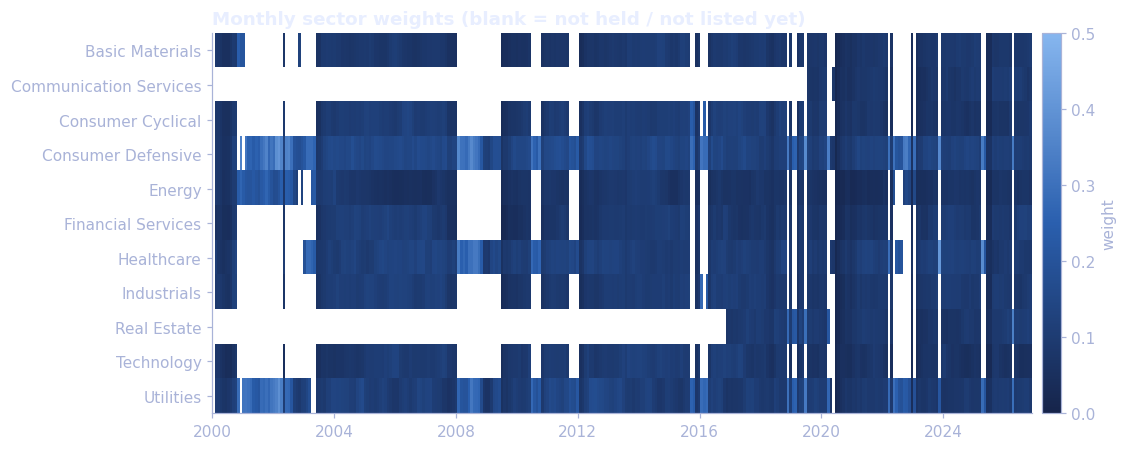 Monthly sector weights (blank = not held / not listed yet)
Basic Materials
Communication Services
Consumer Cyclical
Consumer Defensive
Energy
Financial Services
Healthcare
Industrials
Real Estate
Technology
Utilities
2000 2004 2008 2012 2016 2020 2024
0.5
0.4
0.3
0.2
0.1
0.0
weight